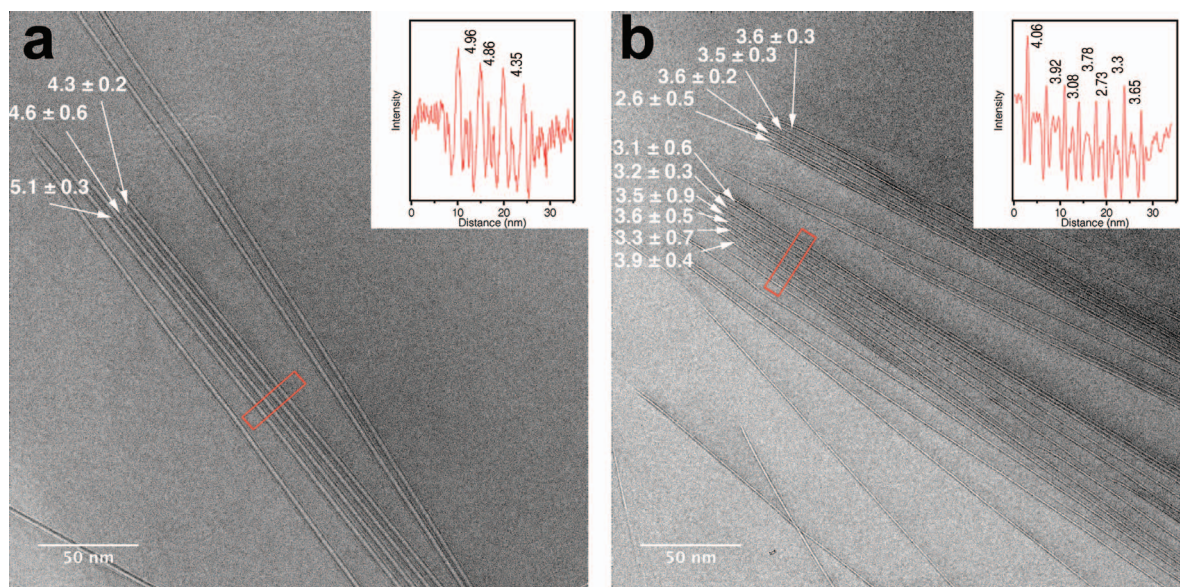 a
4.3 ± 0.2
4.6 ± 0.6
5.1 ± 0.3
50 nm
4.96
4.86
4.35
Intensity
0 10 20 30
Distance (nm)
b
3.6 ± 0.3
3.5 ± 0.3
3.6 ± 0.2
2.6 ± 0.5
3.1 ± 0.6
3.2 ± 0.3
3.5 ± 0.9
3.6 ± 0.5
3.3 ± 0.7
3.9 ± 0.4
50 nm
4.06
3.92
3.08
3.78
2.73
3.3
3.65
Intensity
0 10 20 30
Distance (nm)